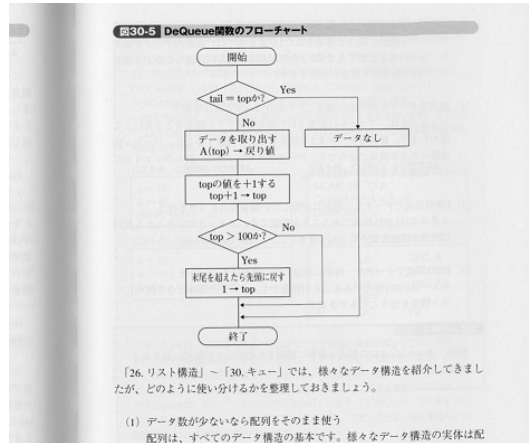 図30-5 DeQueue関数のフローチャート
開始
tail = topか?
Yes
No
データを取り出す
A(top) → 戻り値
データなし
topの値を+1する
top+1 → top
top > 100か?
No
Yes
末尾を超えたら先頭に戻す
1 → top
終了
「26. リスト構造」~「30. キュー」では、様々なデータ構造を紹介してきまし
たが、どのように使い分けるかを整理しておきましょう。
(1) データ数が少ないなら配列をそのまま使う
配列は、すべてのデータ構造の基本です。様々なデータ構造の実体は配